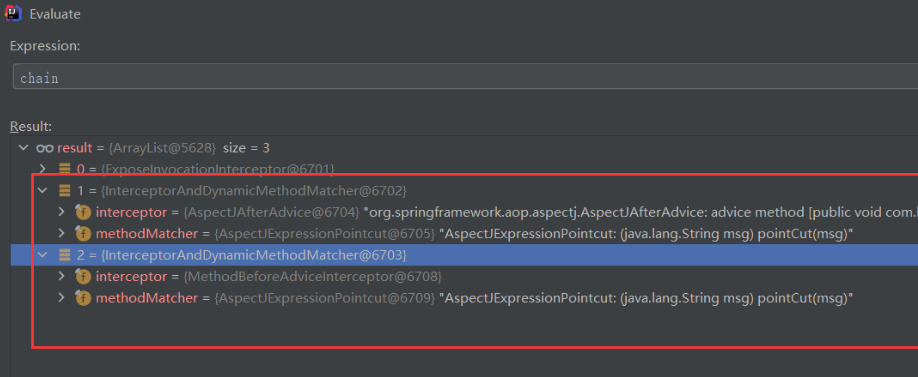 Evaluate
Expression:
chain
Result:
result = {ArrayList@5628} size = 3
0 = {ExposeInvocationInterceptor@6701}
1 = {InterceptorAndDynamicMethodMatcher@6702}
interceptor = {AspectJAfterAdvice@6704} "org.springframework.aop.aspectj.AspectJAfterAdvice: advice method [public void com.
methodMatcher = {AspectJExpressionPointcut@6705} "AspectJExpressionPointcut: (java.lang.String msg) pointCut(msg)"
2 = {InterceptorAndDynamicMethodMatcher@6703}
interceptor = {MethodBeforeAdviceInterceptor@6708}
methodMatcher = {AspectJExpressionPointcut@6709} "AspectJExpressionPointcut: (java.lang.String msg) pointCut(msg)"